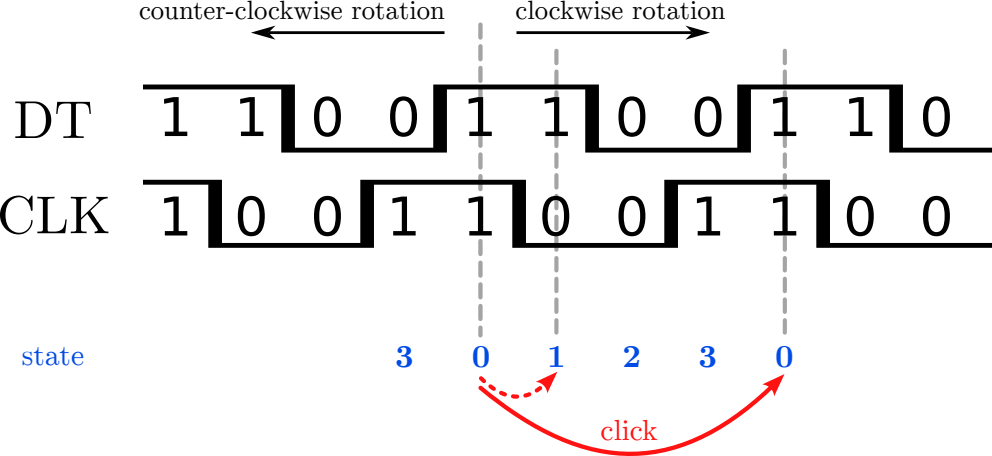 counter-clockwise rotation clockwise rotation
DT 1 1 0 0 1 1 0 0 1 1 0
CLK 1 0 0 1 1 0 0 1 1 0 0
state 3 0 1 2 3 0
click